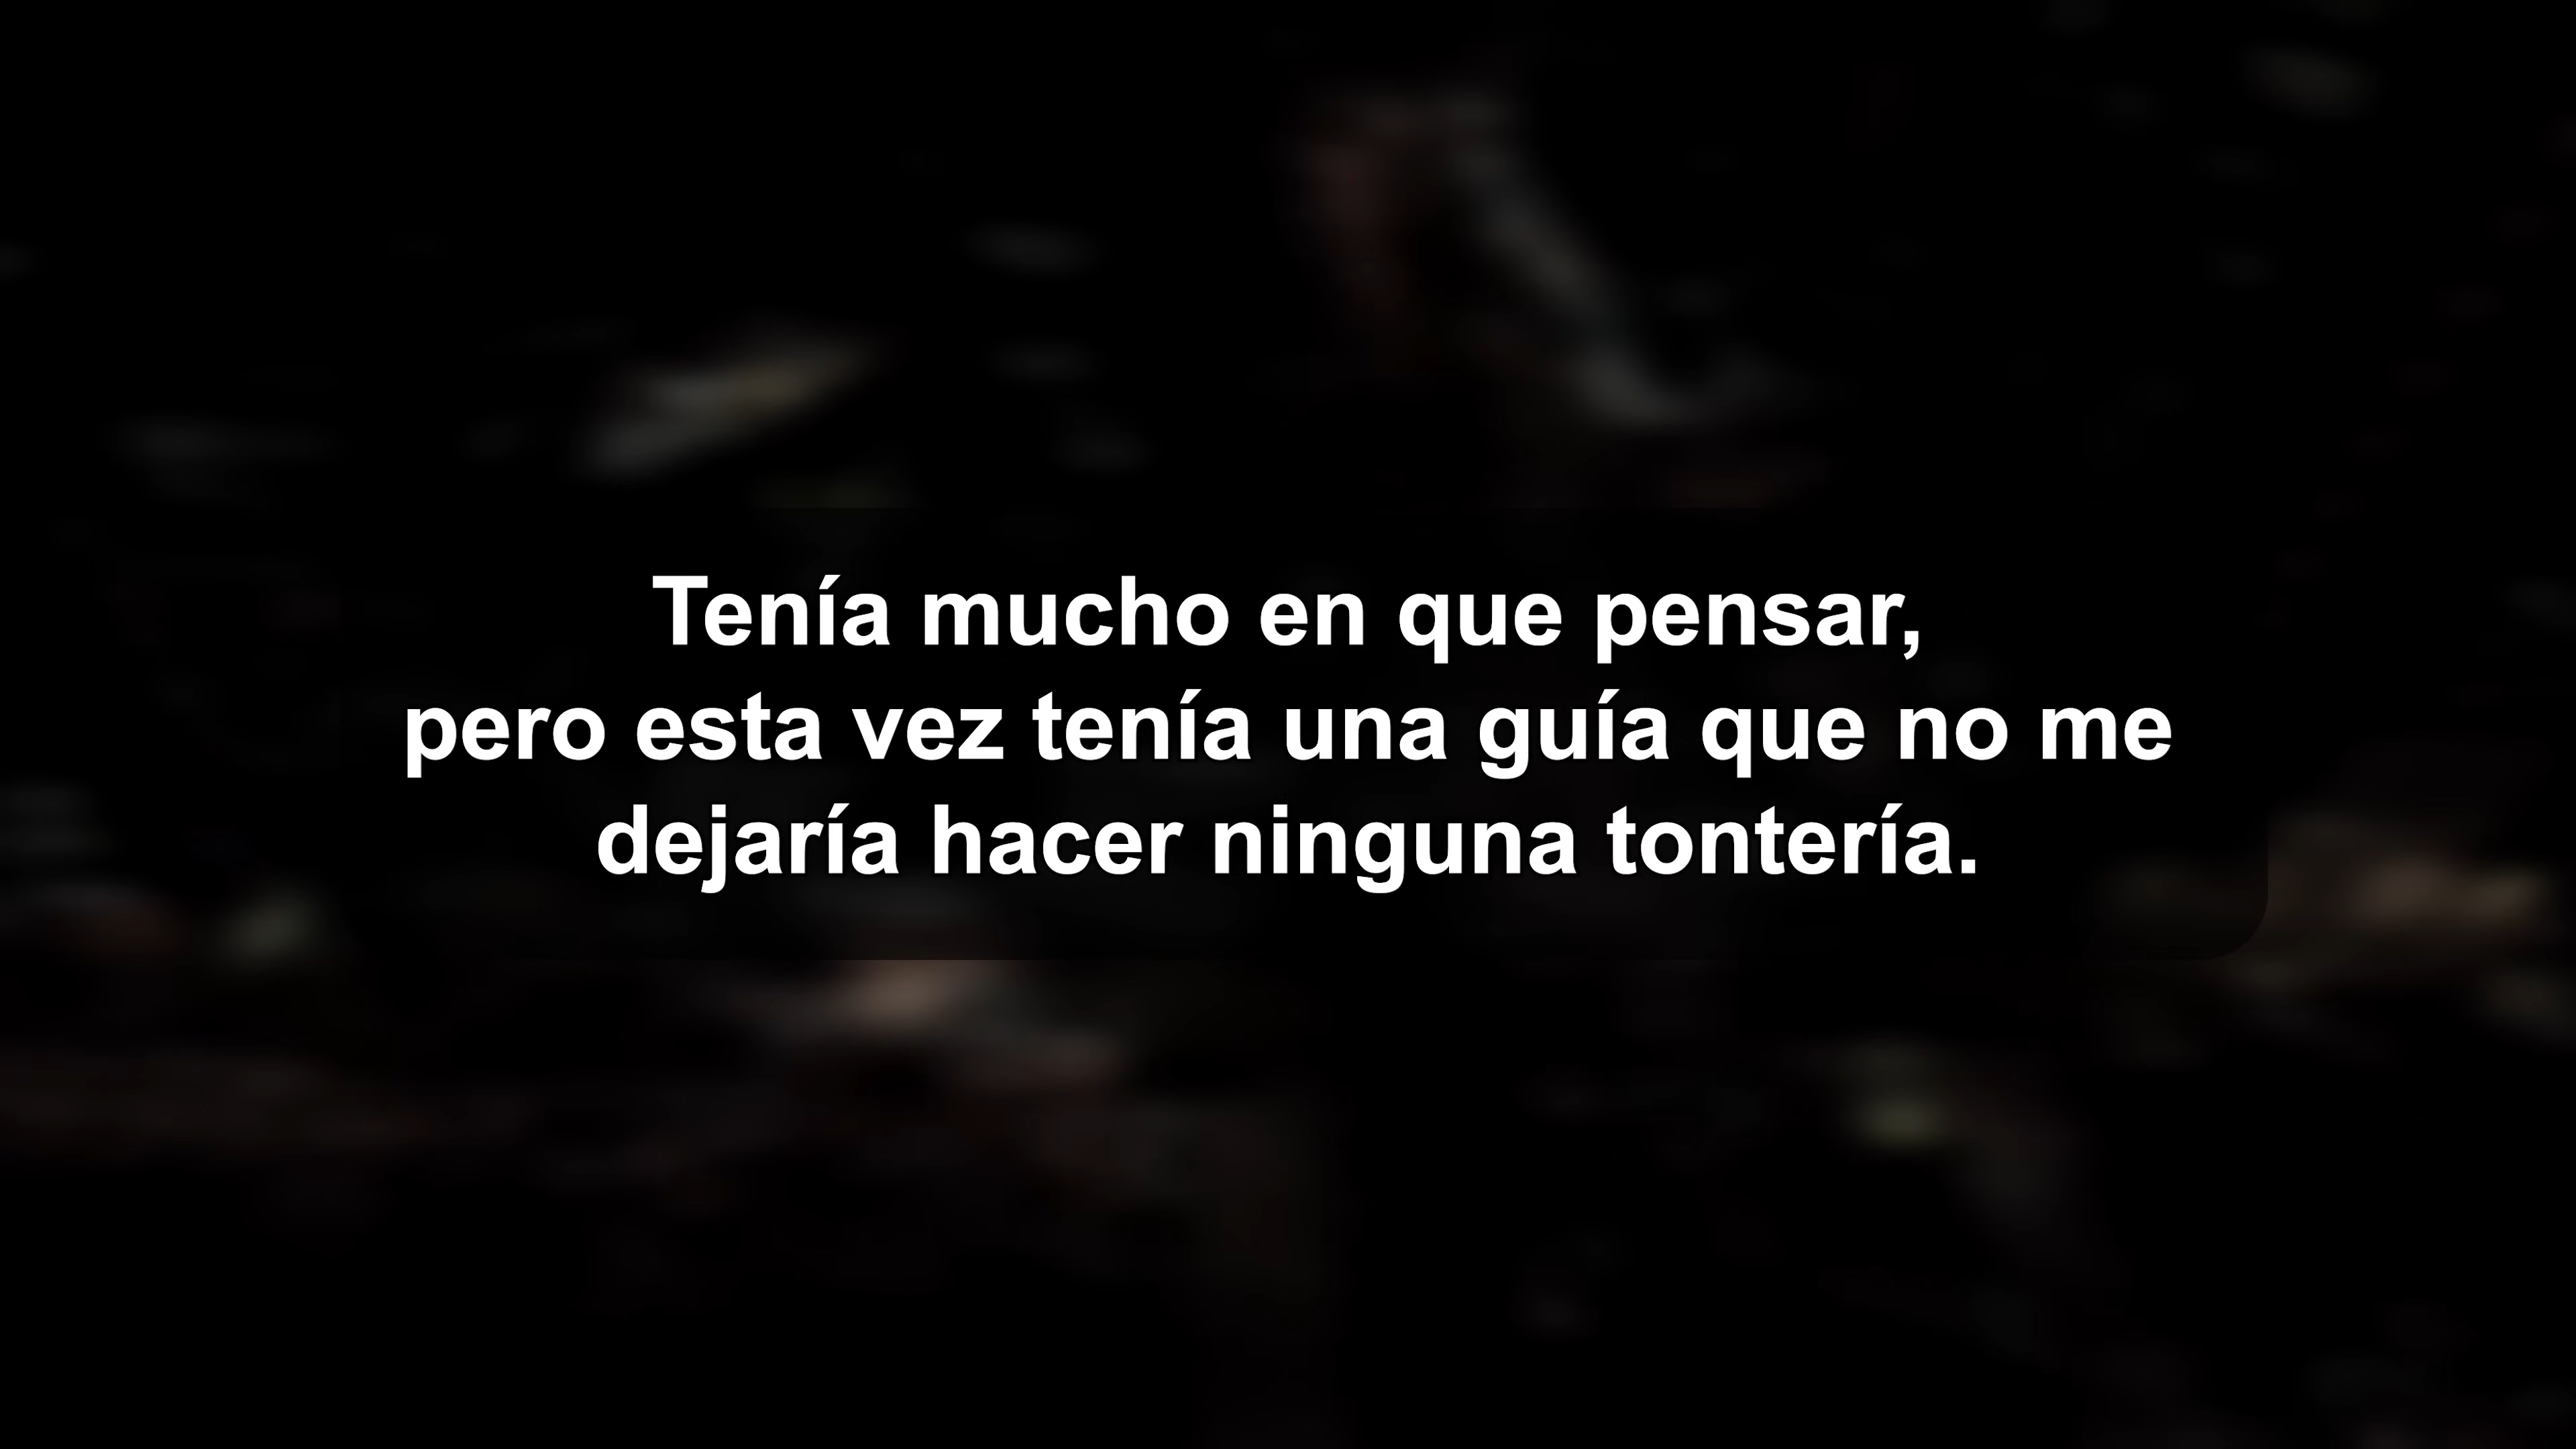 Tenía mucho en que pensar,
pero esta vez tenía una guía que no me
dejaría hacer ninguna tontería.